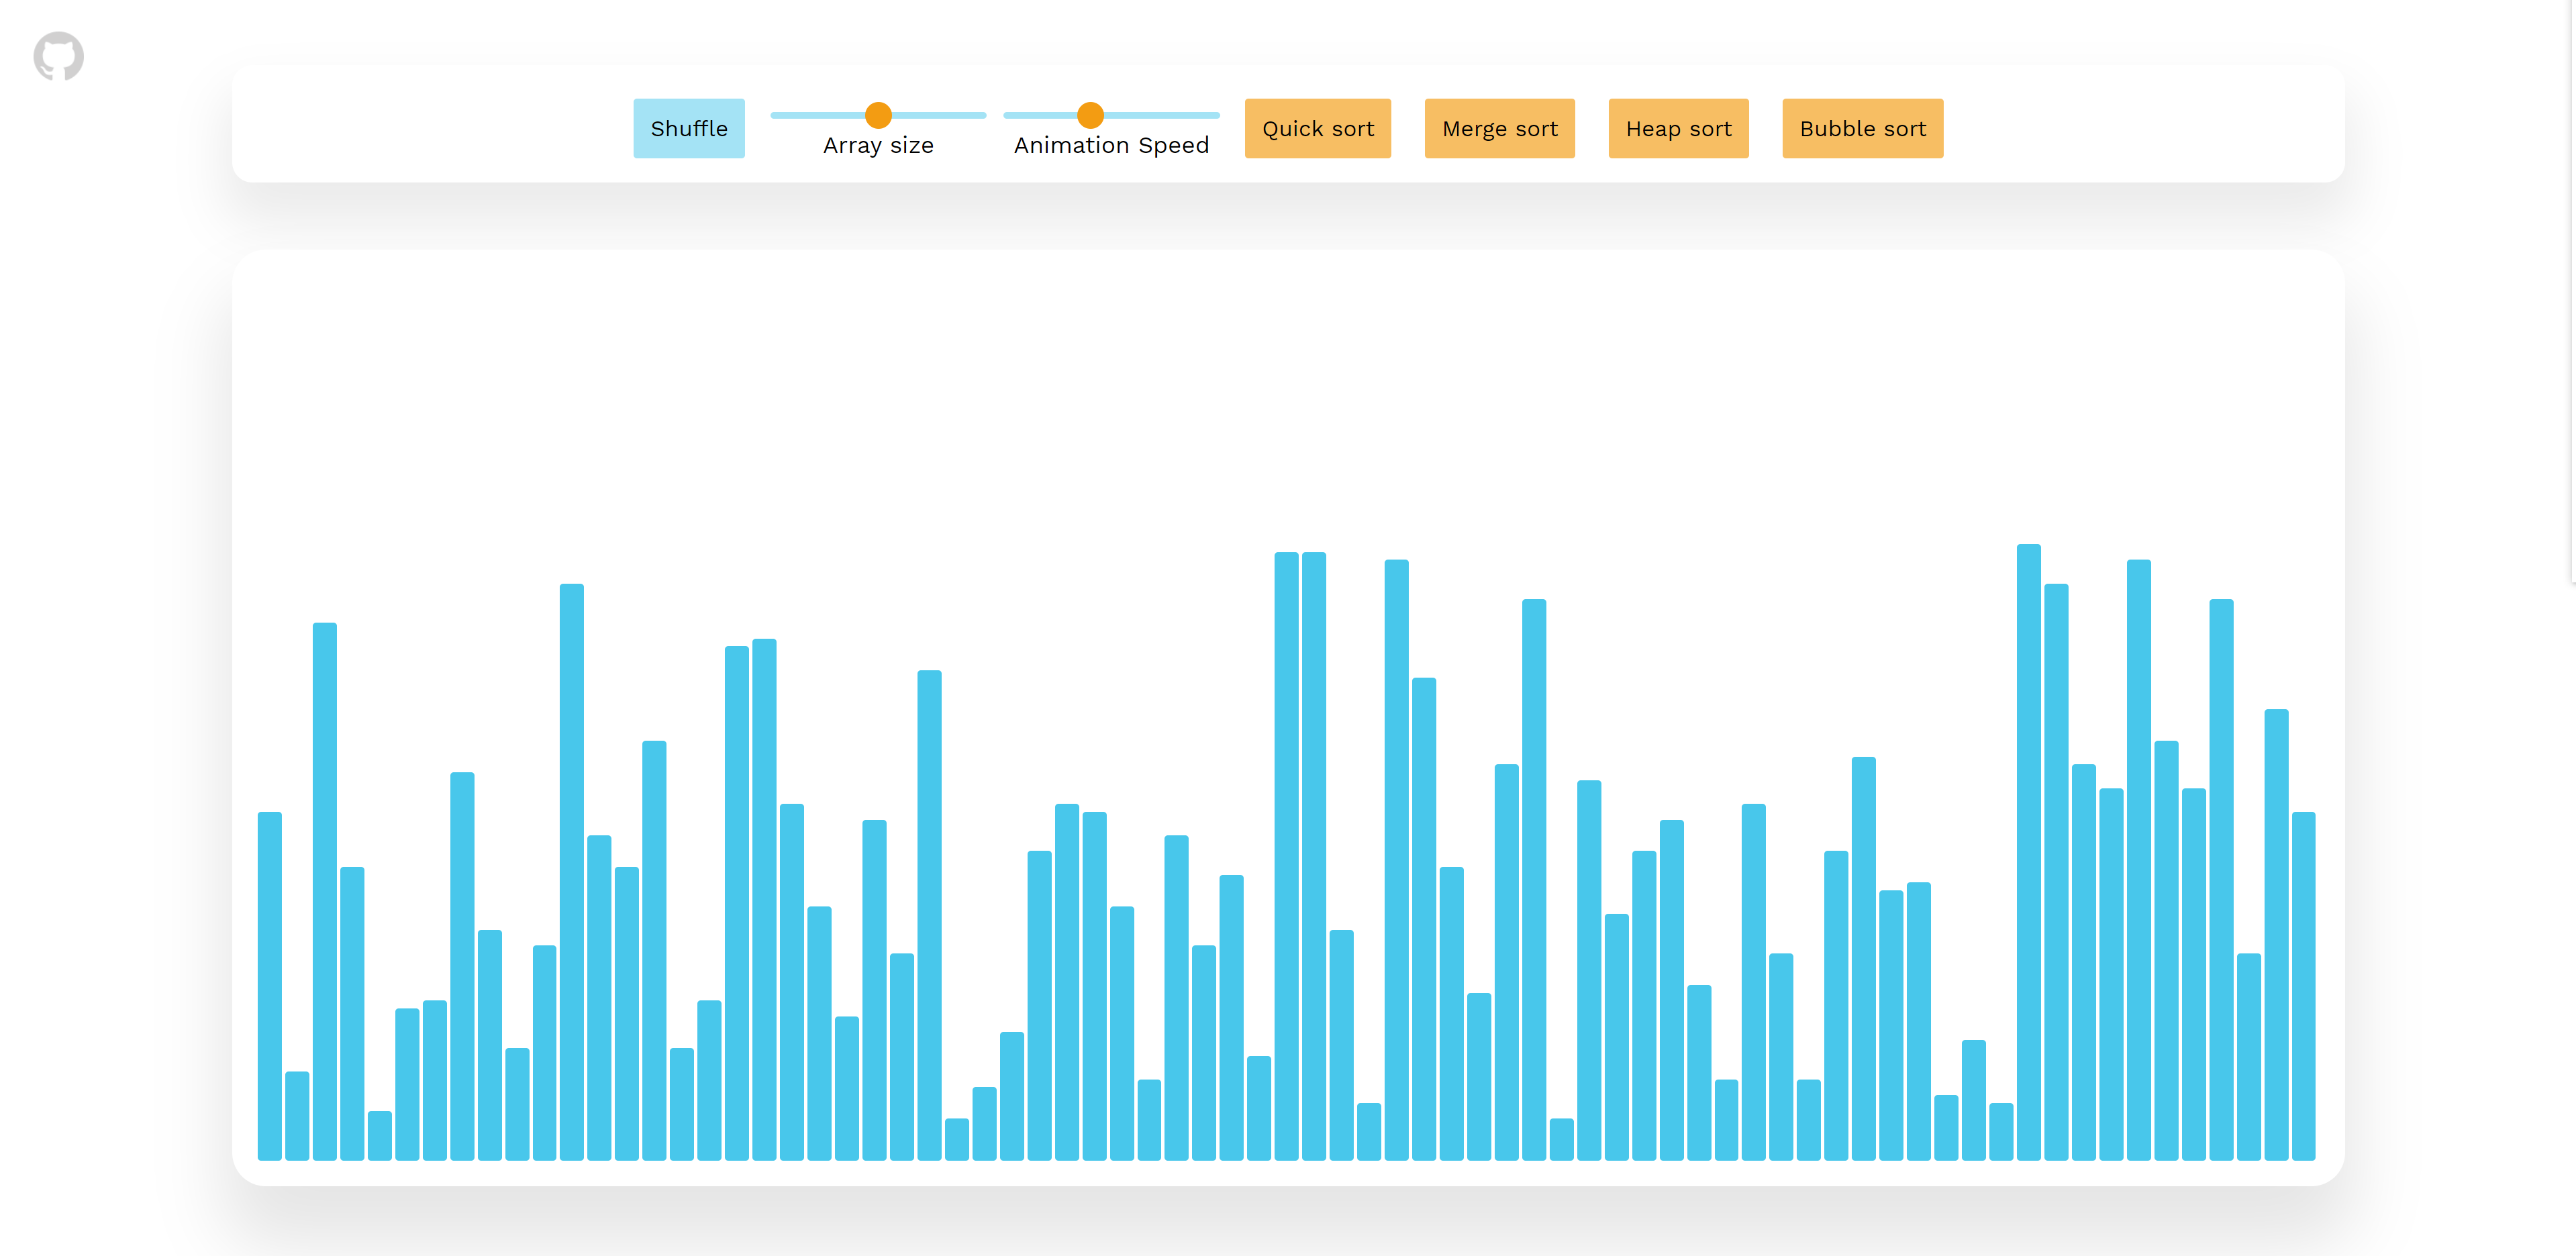 Shuffle
Array size
Animation Speed
Quick sort
Merge sort
Heap sort
Bubble sort